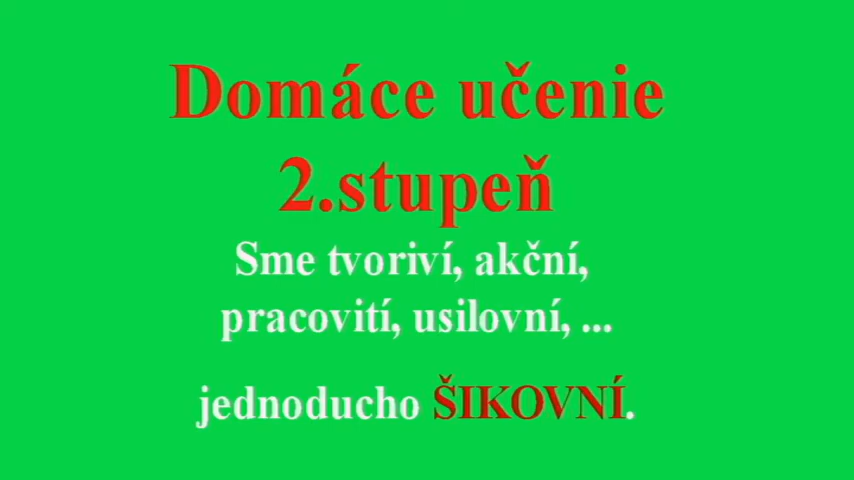 Domáce učenie
2.stupeň
Sme tvoriví, akční,
pracovití, usilovní, ...
jednoducho ŠIKOVNÍ.